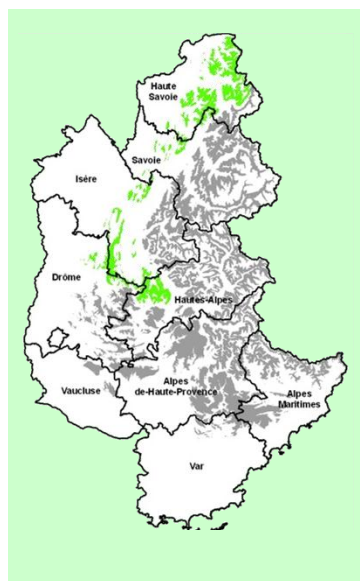 Haute
Savoie
Savoie
Isère
Drôme
Hautes-Alpes
Vaucluse
Alpes
de-Haute-Provence
Alpes
Maritimes
Var